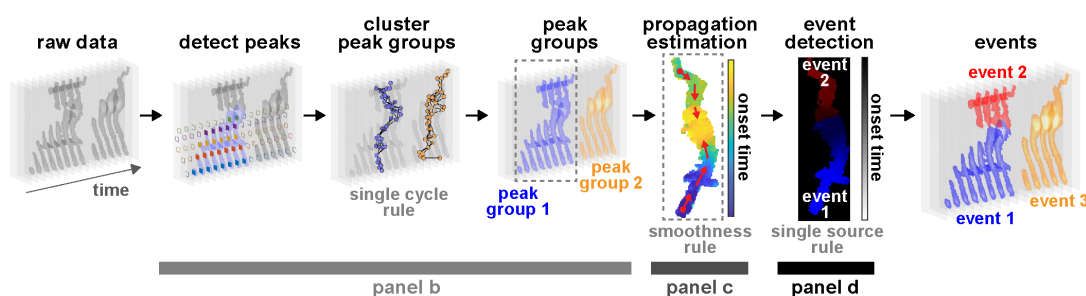 raw data
time
detect peaks
cluster
peak groups
single cycle
rule
peak
groups
peak
group 1
peak
group 2
propagation
estimation
onset time
smoothness
rule
event
detection
event
2
event
1
onset time
single source
rule
events
event 2
event 1
event 3
panel b
panel c
panel d